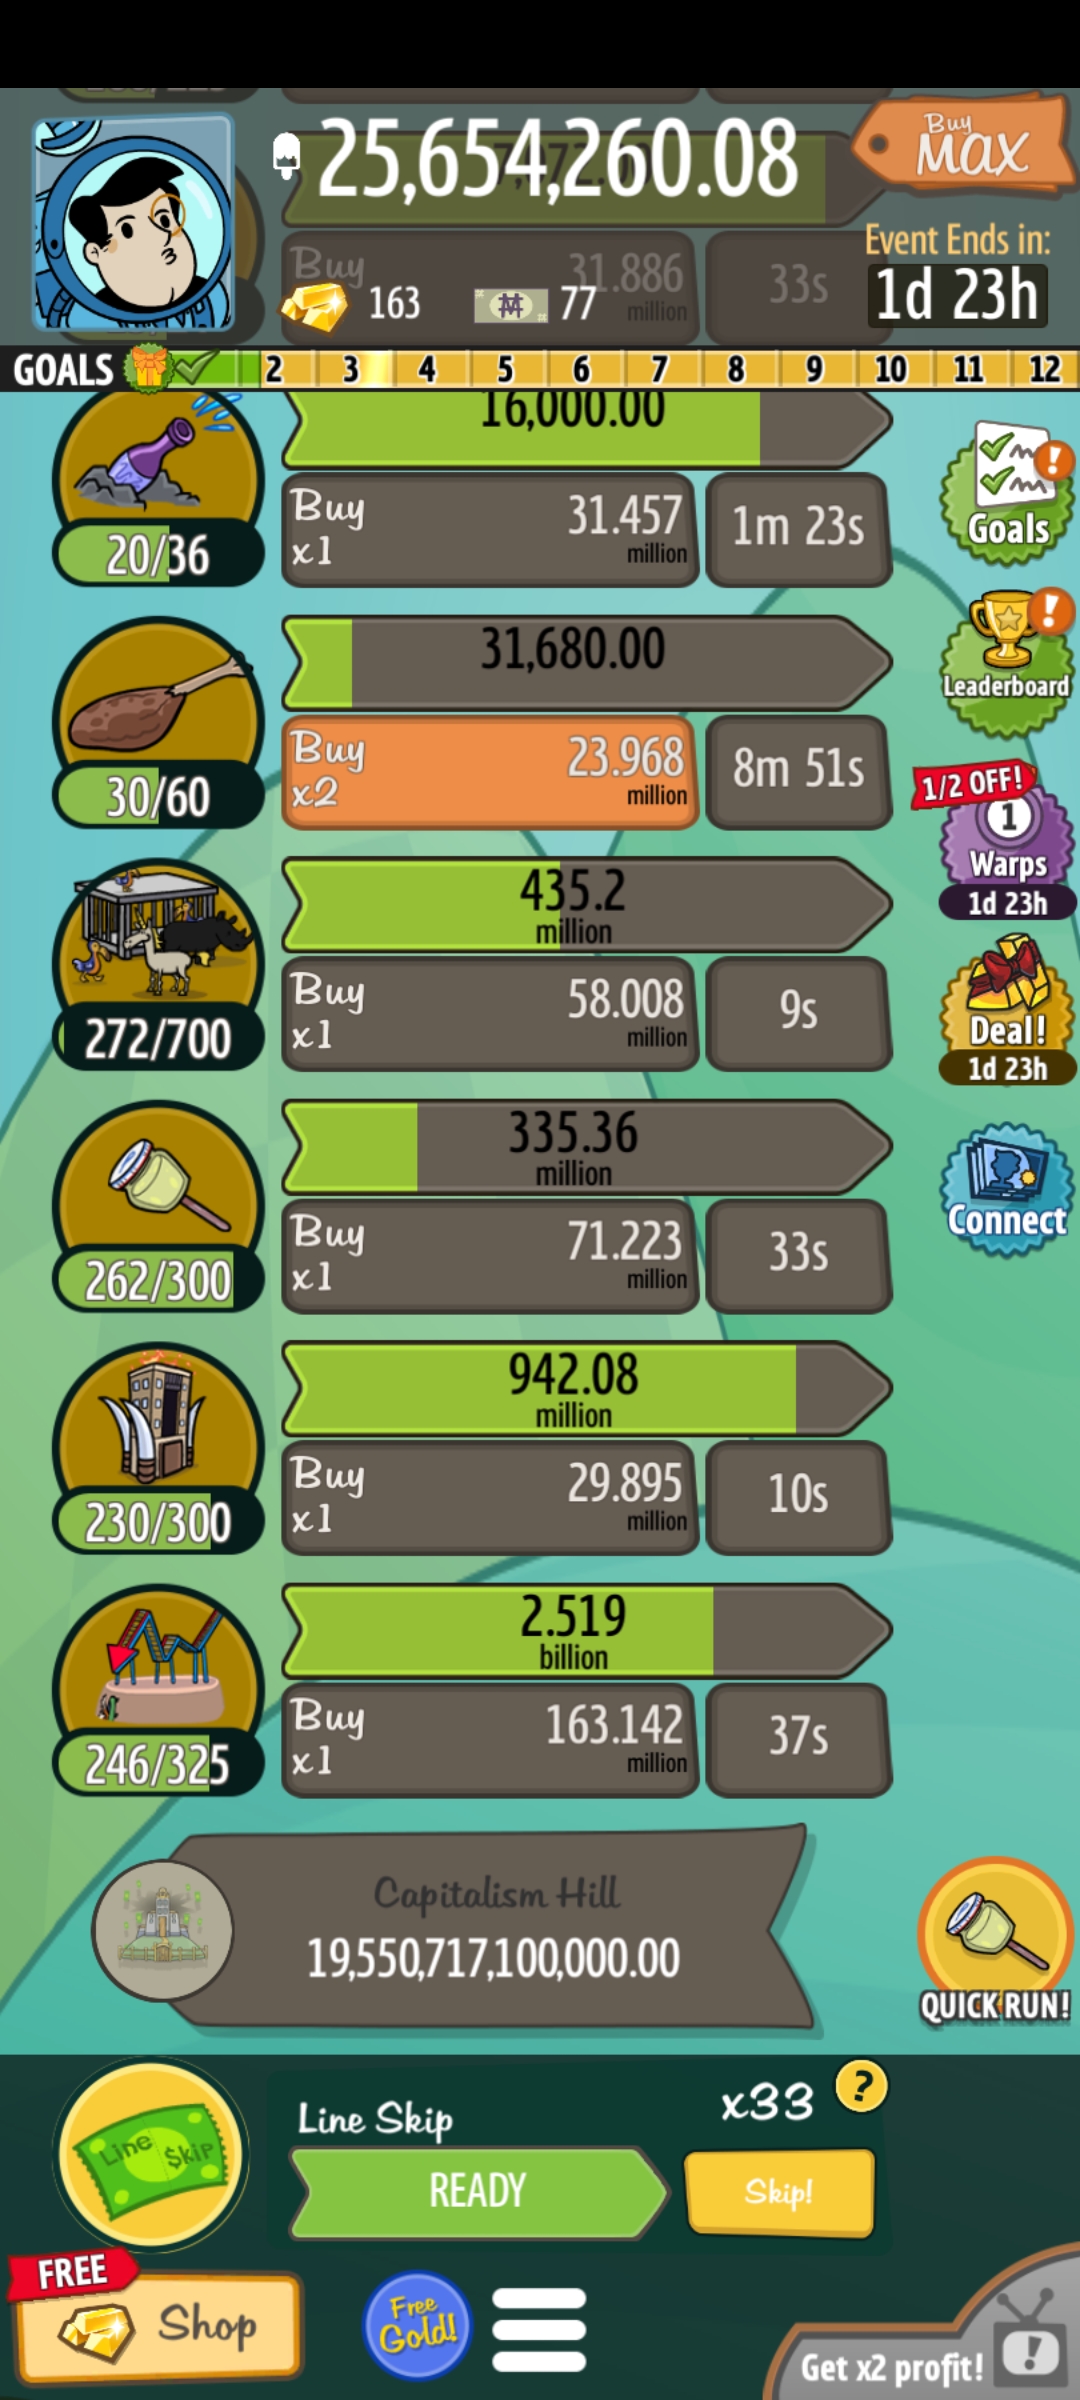 25,654,260.08
Buy
MAX
Buy
31.886
million
33s
163
77
Event Ends in:
1d 23h
GOALS 2 3 4 5 6 7 8 9 10 11 12
16,000.00
20/36
Buy
x1
31.457
million
1m 23s
Goals
31,680.00
30/60
Buy
x2
23.968
million
8m 51s
Leaderboard
1/2 OFF!
1
Warps
1d 23h
435.2
million
272/700
Buy
x1
58.008
million
9s
Deal!
1d 23h
335.36
million
262/300
Buy
x1
71.223
million
33s
Connect
942.08
million
230/300
Buy
x1
29.895
million
10s
2.519
billion
246/325
Buy
x1
163.142
million
37s
Capitalism Hill
19,550,717,100,000.00
QUICK RUN!
Line $kip
Line Skip
x33
?
READY
Skip!
FREE
Shop
Free
Gold!
Get x2 profit!